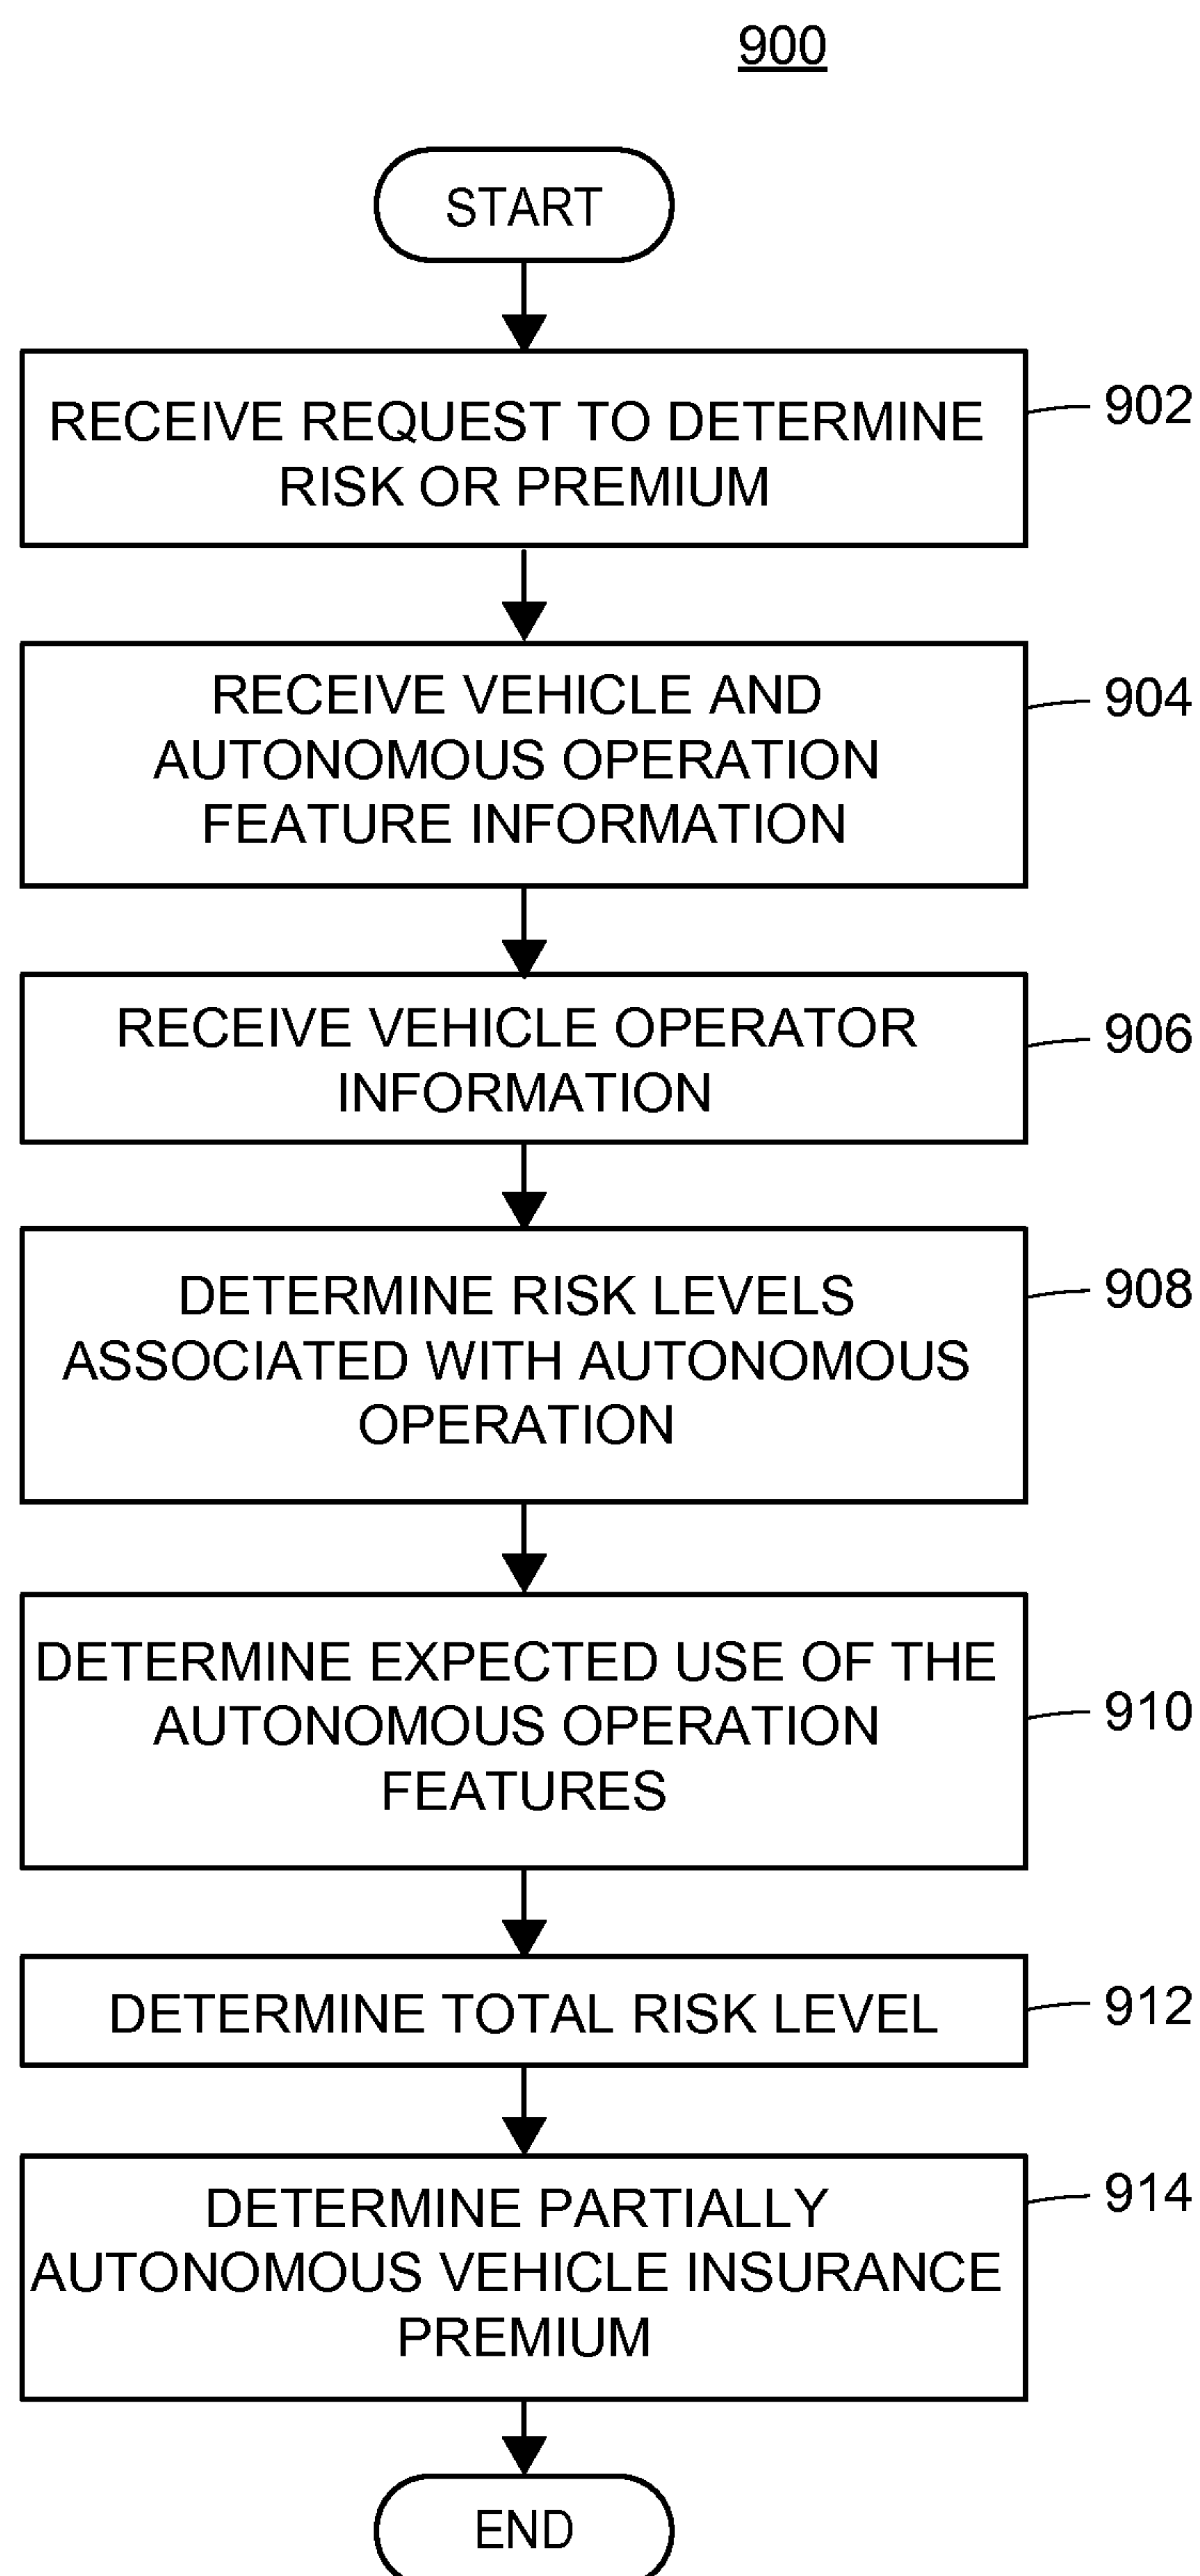 900
START
RECEIVE REQUEST TO DETERMINE
RISK OR PREMIUM
902
RECEIVE VEHICLE AND
AUTONOMOUS OPERATION
FEATURE INFORMATION
904
RECEIVE VEHICLE OPERATOR
INFORMATION
906
DETERMINE RISK LEVELS
ASSOCIATED WITH AUTONOMOUS
OPERATION
908
DETERMINE EXPECTED USE OF THE
AUTONOMOUS OPERATION
FEATURES
910
DETERMINE TOTAL RISK LEVEL
912
DETERMINE PARTIALLY
AUTONOMOUS VEHICLE INSURANCE
PREMIUM
914
END